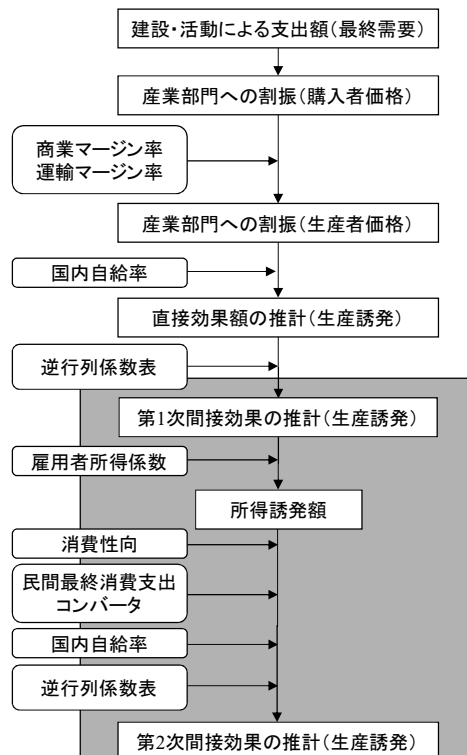 建設・活動による支出額(最終需要)
産業部門への割振(購入者価格)
商業マージン率
運輸マージン率
産業部門への割振(生産者価格)
国内自給率
直接効果額の推計(生産誘発)
逆行列係数表
第1次間接効果の推計(生産誘発)
雇用者所得係数
所得誘発額
消費性向
民間最終消費支出
コンバータ
国内自給率
逆行列係数表
第2次間接効果の推計(生産誘発)